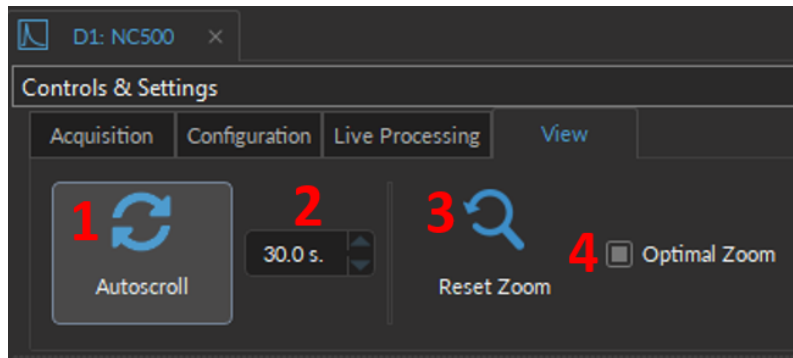 D1: NC500 ×
Controls & Settings
Acquisition Configuration Live Processing View
1 2 3 4
30.0 s.
Optimal Zoom
Autoscroll Reset Zoom